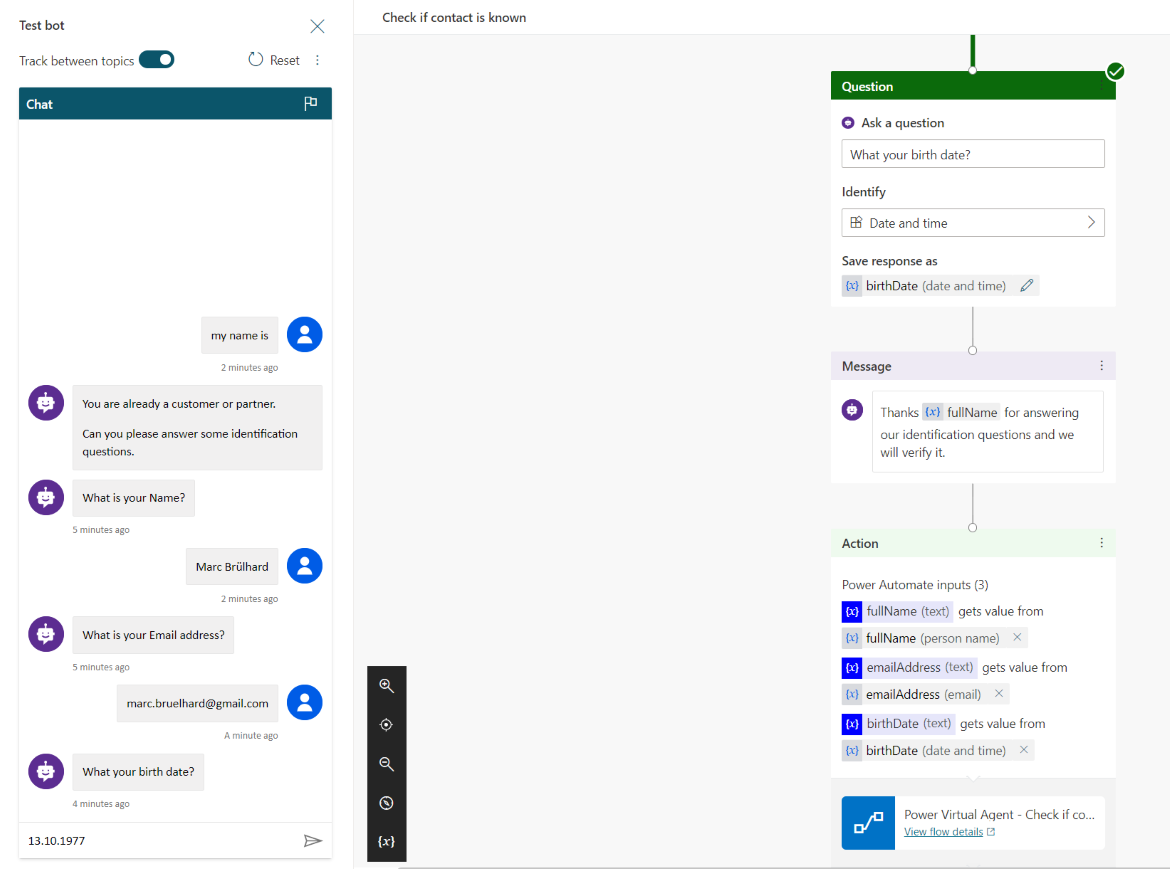 Test bot
Track between topics
Reset
Chat
my name is
2 minutes ago
You are already a customer or partner.
Can you please answer some identification
questions.
What is your Name?
5 minutes ago
Marc Brülhard
2 minutes ago
What is your Email address?
5 minutes ago
marc.bruelhard@gmail.com
A minute ago
What your birth date?
4 minutes ago
13.10.1977
Check if contact is known
Question
Ask a question
What your birth date?
Identify
Date and time
Save response as
{x} birthDate (date and time)
Message
Thanks {x} fullName for answering
our identification questions and we
will verify it.
Action
Power Automate inputs (3)
{x} fullName (text) gets value from
{x} fullName (person name)
{x} emailAddress (text) gets value from
{x} emailAddress (email)
{x} birthDate (text) gets value from
{x} birthDate (date and time)
Power Virtual Agent - Check if co...
View flow details
{x}